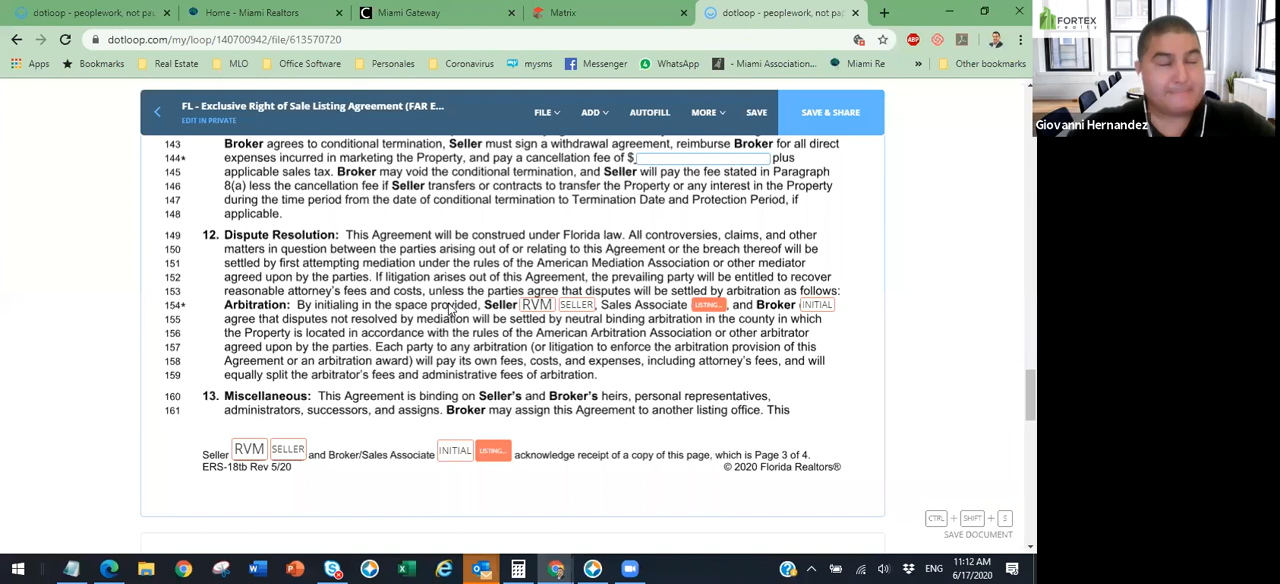 dotloop - peoplework, not pa
Home - Miami Realtors
Miami Gateway
Matrix
dotloop - peoplework, not pap
dotloop.com/my/loop/140700942/file/613570720
ABP
Apps
Bookmarks
Real Estate
MLO
Office Software
Personales
Coronavirus
mysms
Messenger
WhatsApp
- Miami Association...
Miami Re
»
Other bookmarks
FORTEX
realty
Giovanni Hernandez
FL - Exclusive Right of Sale Listing Agreement (FAR E...
EDIT IN PRIVATE
FILE
ADD
AUTOFILL
MORE
SAVE
SAVE & SHARE
143 Broker agrees to conditional termination, Seller must sign a withdrawal agreement, reimburse Broker for all direct
144* expenses incurred in marketing the Property, and pay a cancellation fee of $ plus
145 applicable sales tax. Broker may void the conditional termination, and Seller will pay the fee stated in Paragraph
146 8(a) less the cancellation fee if Seller transfers or contracts to transfer the Property or any interest in the Property
147 during the time period from the date of conditional termination to Termination Date and Protection Period, if
148 applicable.
149 12. Dispute Resolution: This Agreement will be construed under Florida law. All controversies, claims, and other
150 matters in question between the parties arising out of or relating to this Agreement or the breach thereof will be
151 settled by first attempting mediation under the rules of the American Mediation Association or other mediator
152 agreed upon by the parties. If litigation arises out of this Agreement, the prevailing party will be entitled to recover
153 reasonable attorney's fees and costs, unless the parties agree that disputes will be settled by arbitration as follows:
154* Arbitration: By initialing in the space provided, Seller RVM SELLER, Sales Associate LISTING..., and Broker INITIAL
155 agree that disputes not resolved by mediation will be settled by neutral binding arbitration in the county in which
156 the Property is located in accordance with the rules of the American Arbitration Association or other arbitrator
157 agreed upon by the parties. Each party to any arbitration (or litigation to enforce the arbitration provision of this
158 Agreement or an arbitration award) will pay its own fees, costs, and expenses, including attorney's fees, and will
159 equally split the arbitrator's fees and administrative fees of arbitration.
160 13. Miscellaneous: This Agreement is binding on Seller's and Broker's heirs, personal representatives,
161 administrators, successors, and assigns. Broker may assign this Agreement to another listing office. This
Seller RVM SELLER and Broker/Sales Associate INITIAL LISTING... acknowledge receipt of a copy of this page, which is Page 3 of 4.
ERS-18tb Rev 5/20 © 2020 Florida Realtors®
CTRL + SHIFT + S
SAVE DOCUMENT
ENG
11:12 AM
6/17/2020